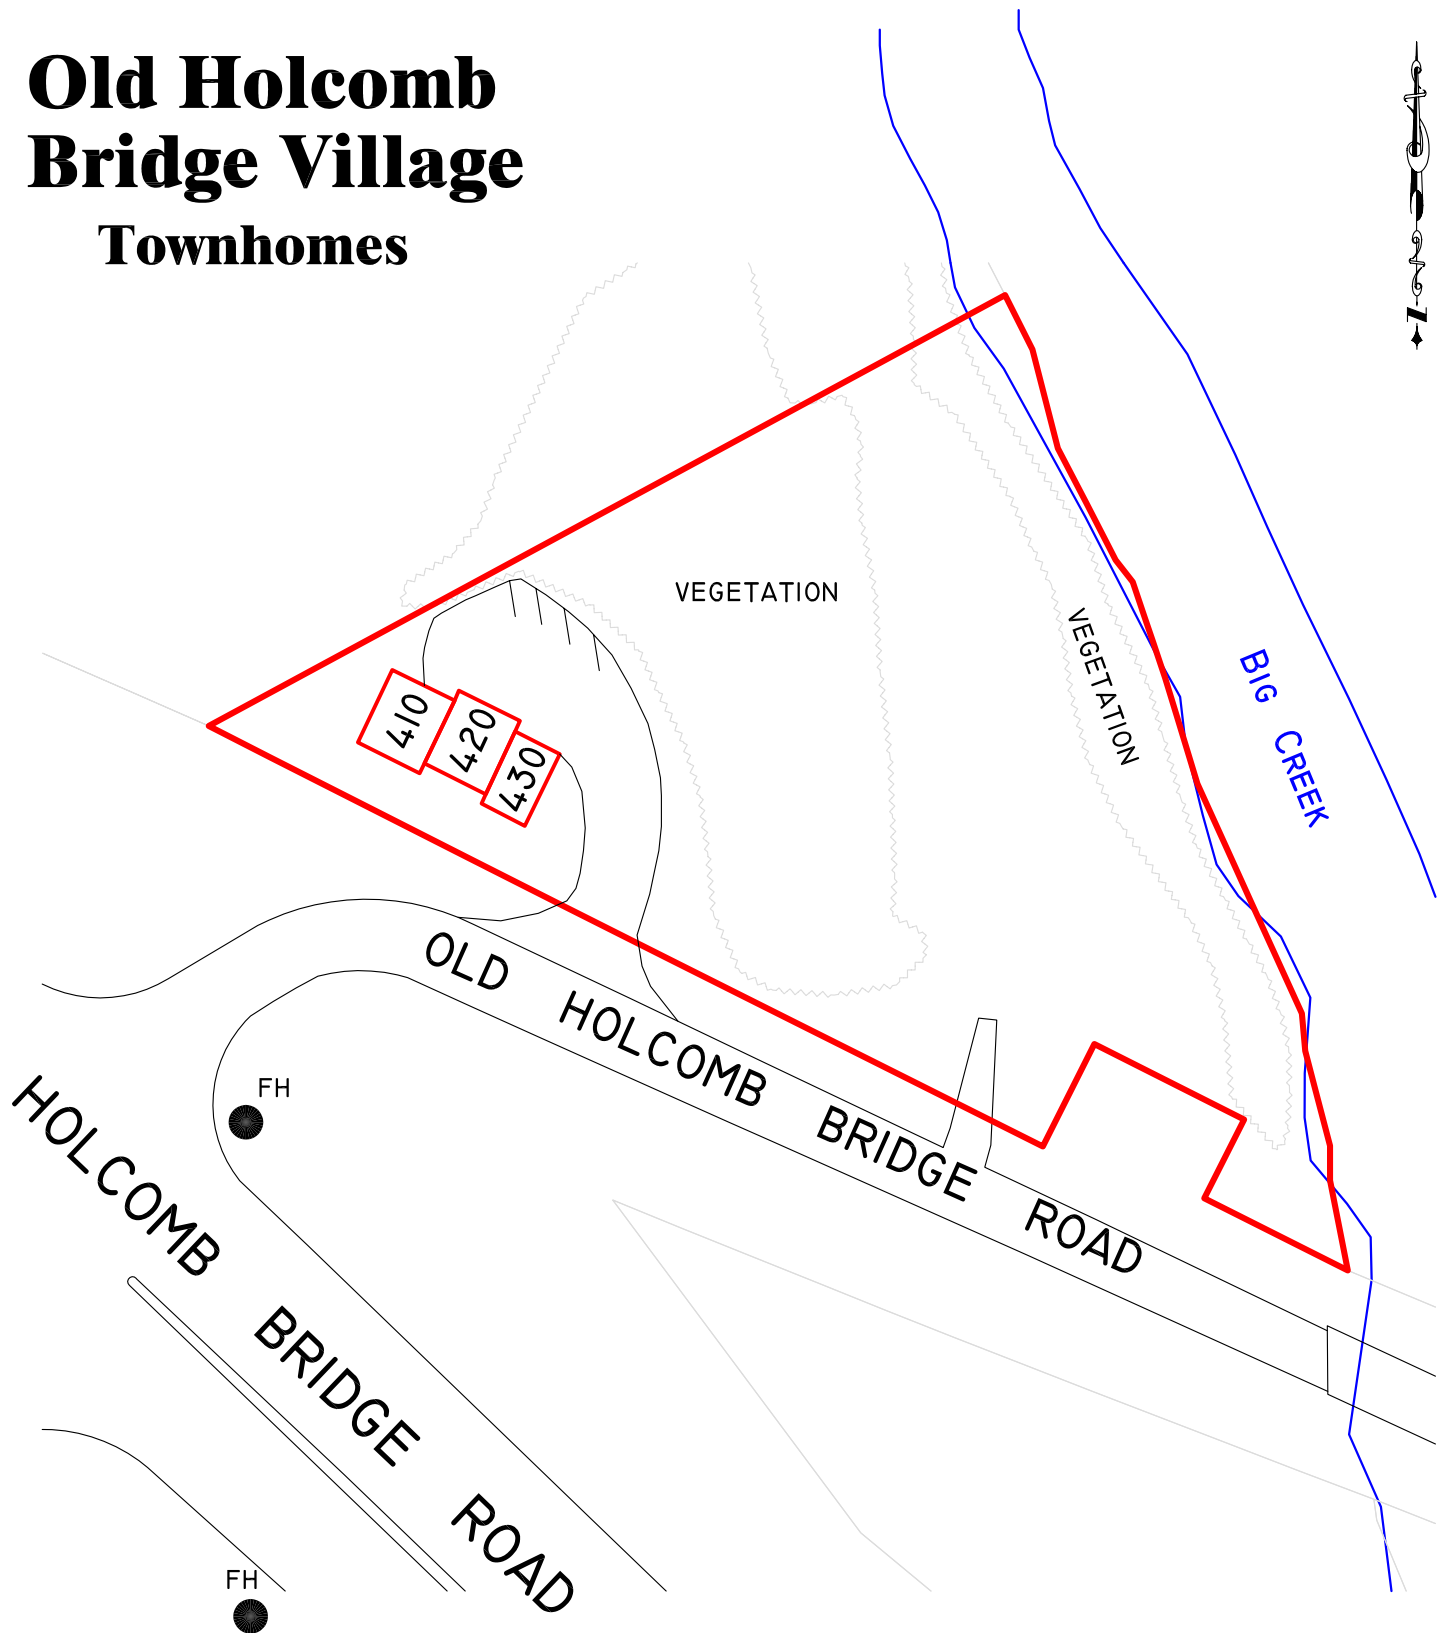 Old Holcomb
Bridge Village
Townhomes
N
VEGETATION
VEGETATION
BIG CREEK
410
420
430
OLD HOLCOMB BRIDGE ROAD
FH
HOLCOMB BRIDGE ROAD
FH